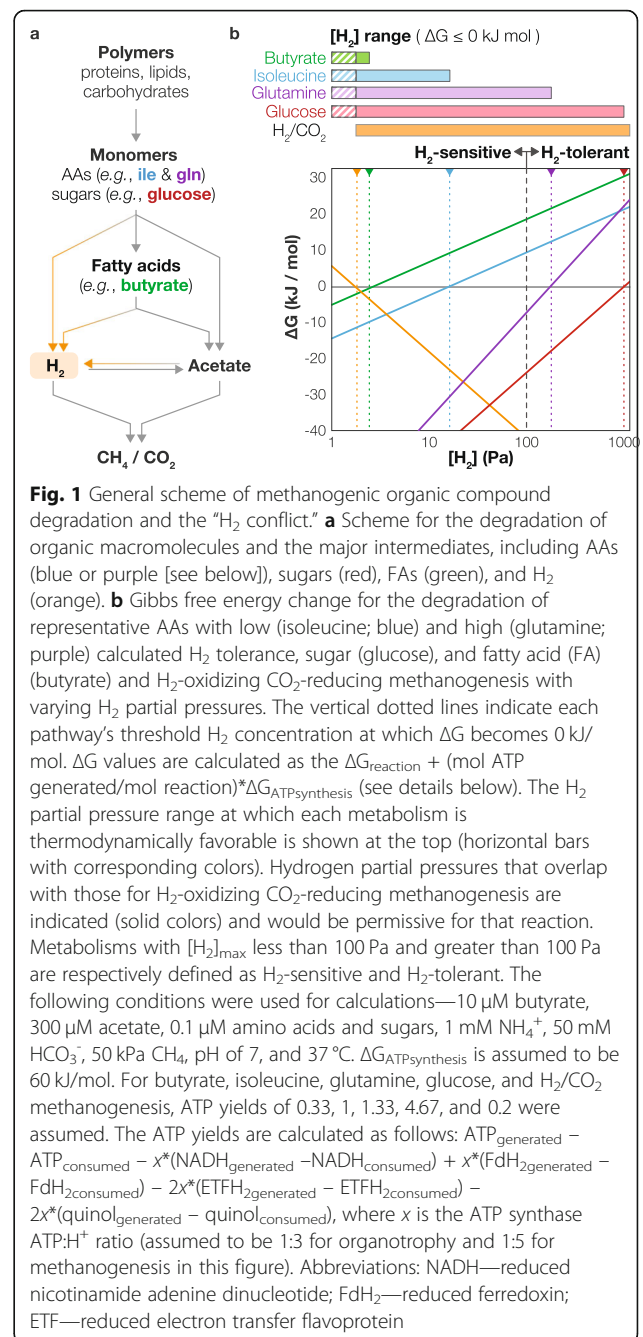 a
Polymers
proteins, lipids,
carbohydrates
Monomers
AAs (e.g., ile & gln)
sugars (e.g., glucose)
Fatty acids
(e.g., butyrate)
H₂
Acetate
CH₄ / CO₂
b
[H₂] range ( ΔG ≤ 0 kJ mol )
Butyrate
Isoleucine
Glutamine
Glucose
H₂/CO₂
H₂-sensitive
H₂-tolerant
30
20
10
0
-10
-20
-30
-40
ΔG (kJ / mol)
1
10
100
1000
[H₂] (Pa)
Fig. 1 General scheme of methanogenic organic compound
degradation and the “H₂ conflict.” a Scheme for the degradation of
organic macromolecules and the major intermediates, including AAs
(blue or purple [see below]), sugars (red), FAs (green), and H₂
(orange). b Gibbs free energy change for the degradation of
representative AAs with low (isoleucine; blue) and high (glutamine;
purple) calculated H₂ tolerance, sugar (glucose), and fatty acid (FA)
(butyrate) and H₂-oxidizing CO₂-reducing methanogenesis with
varying H₂ partial pressures. The vertical dotted lines indicate each
pathway’s threshold H₂ concentration at which ΔG becomes 0 kJ/
mol. ΔG values are calculated as the ΔGreaction + (mol ATP
generated/mol reaction)*ΔGATPsynthesis (see details below). The H₂
partial pressure range at which each metabolism is
thermodynamically favorable is shown at the top (horizontal bars
with corresponding colors). Hydrogen partial pressures that overlap
with those for H₂-oxidizing CO₂-reducing methanogenesis are
indicated (solid colors) and would be permissive for that reaction.
Metabolisms with [H₂]max less than 100 Pa and greater than 100 Pa
are respectively defined as H₂-sensitive and H₂-tolerant. The
following conditions were used for calculations—10 μM butyrate,
300 μM acetate, 0.1 μM amino acids and sugars, 1 mM NH₄⁺, 50 mM
HCO₃⁻, 50 kPa CH₄, pH of 7, and 37 °C. ΔGATPsynthesis is assumed to be
60 kJ/mol. For butyrate, isoleucine, glutamine, glucose, and H₂/CO₂
methanogenesis, ATP yields of 0.33, 1, 1.33, 4.67, and 0.2 were
assumed. The ATP yields are calculated as follows: ATPgenerated –
ATPconsumed – x*(NADHgenerated –NADHconsumed) + x*(FdH₂generated –
FdH₂consumed) – 2x*(ETFH₂generated – ETFH₂consumed) –
2x*(quinolgenerated – quinolconsumed), where x is the ATP synthase
ATP:H⁺ ratio (assumed to be 1:3 for organotrophy and 1:5 for
methanogenesis in this figure). Abbreviations: NADH—reduced
nicotinamide adenine dinucleotide; FdH₂—reduced ferredoxin;
ETF—reduced electron transfer flavoprotein